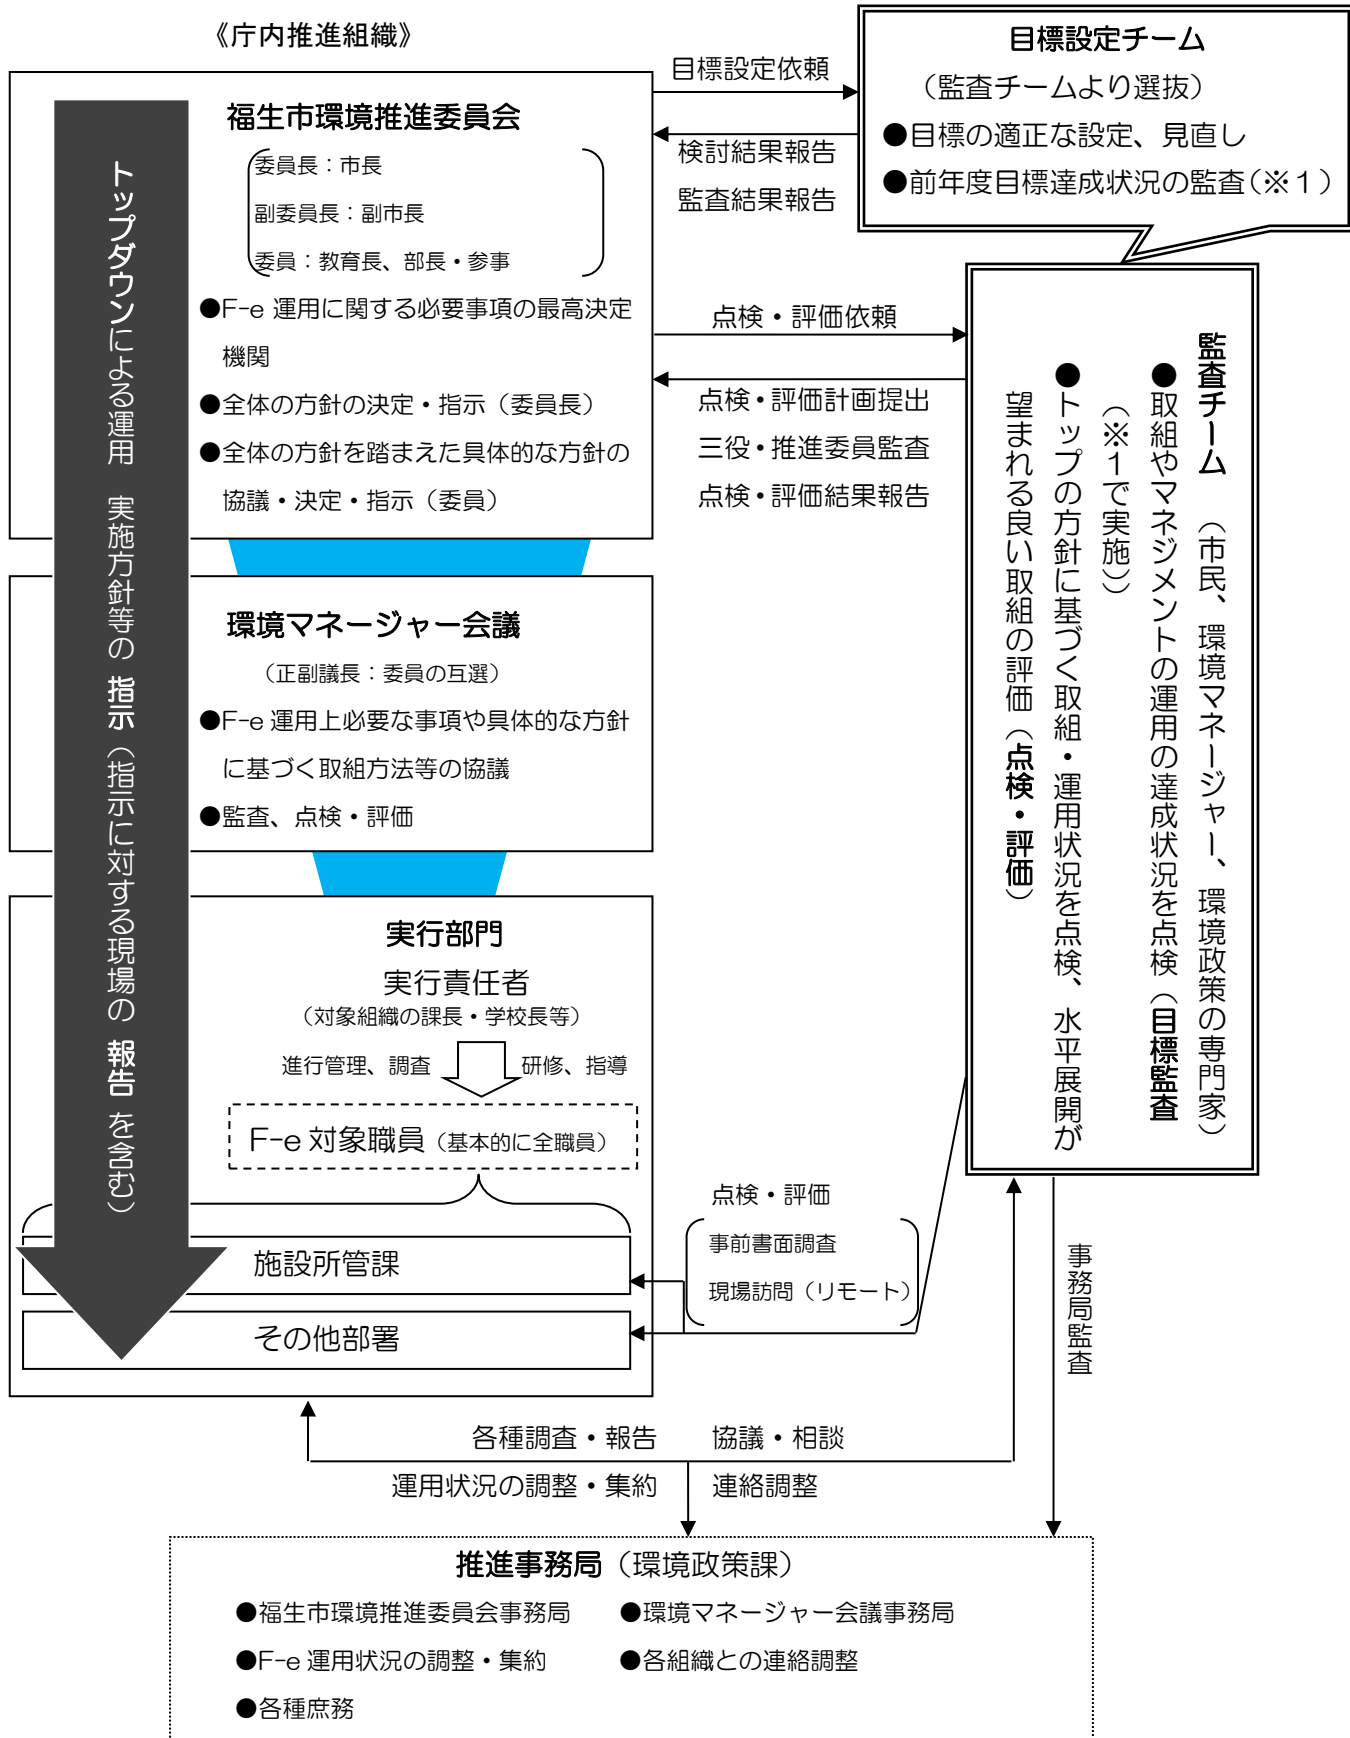 《庁内推進組織》
目標設定チーム
（監査チームより選抜）
●目標の適正な設定、見直し
●前年度目標達成状況の監査（※１）
目標設定依頼
検討結果報告
監査結果報告
福生市環境推進委員会
委員長：市長
副委員長：副市長
委員：教育長、部長・参事
●F-e 運用に関する必要事項の最高決定
機関
●全体の方針の決定・指示（委員長）
●全体の方針を踏まえた具体的な方針の
協議・決定・指示（委員）
トップダウンによる運用　実施方針等の 指示（指示に対する現場の 報告 を含む）
点検・評価依頼
点検・評価計画提出
三役・推進委員監査
点検・評価結果報告
監査チーム　（市民、環境マネージャー、環境政策の専門家）
●取組やマネジメントの運用の達成状況を点検（目標監査
（※１で実施））
●トップの方針に基づく取組・運用状況を点検、水平展開が
望まれる良い取組の評価（点検・評価）
環境マネージャー会議
（正副議長：委員の互選）
●F-e 運用上必要な事項や具体的な方針
に基づく取組方法等の協議
●監査、点検・評価
実行部門
実行責任者
（対象組織の課長・学校長等）
進行管理、調査
研修、指導
F-e 対象職員（基本的に全職員）
施設所管課
その他部署
点検・評価
事前書面調査
現場訪問（リモート）
事務局監査
各種調査・報告
協議・相談
運用状況の調整・集約
連絡調整
推進事務局（環境政策課）
●福生市環境推進委員会事務局
●環境マネージャー会議事務局
●F-e 運用状況の調整・集約
●各組織との連絡調整
●各種庶務